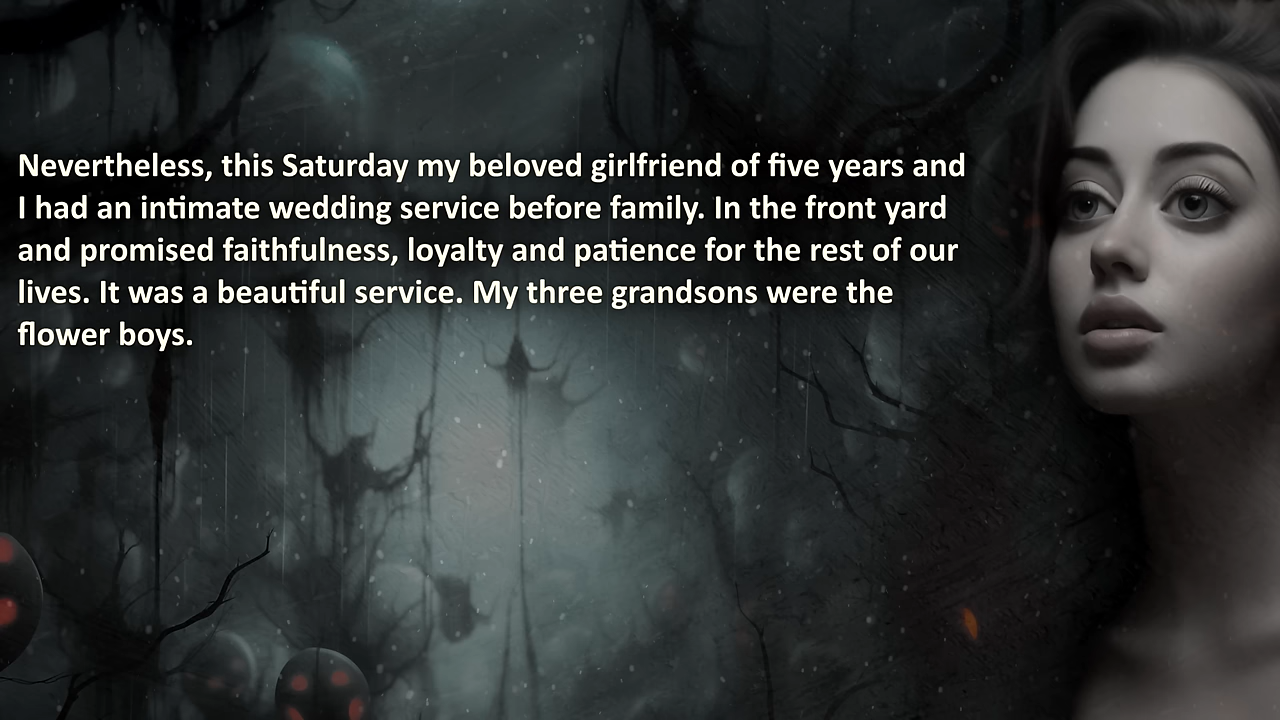 Nevertheless, this Saturday my beloved girlfriend of five years and
I had an intimate wedding service before family. In the front yard
and promised faithfulness, loyalty and patience for the rest of our
lives. It was a beautiful service. My three grandsons were the
flower boys.